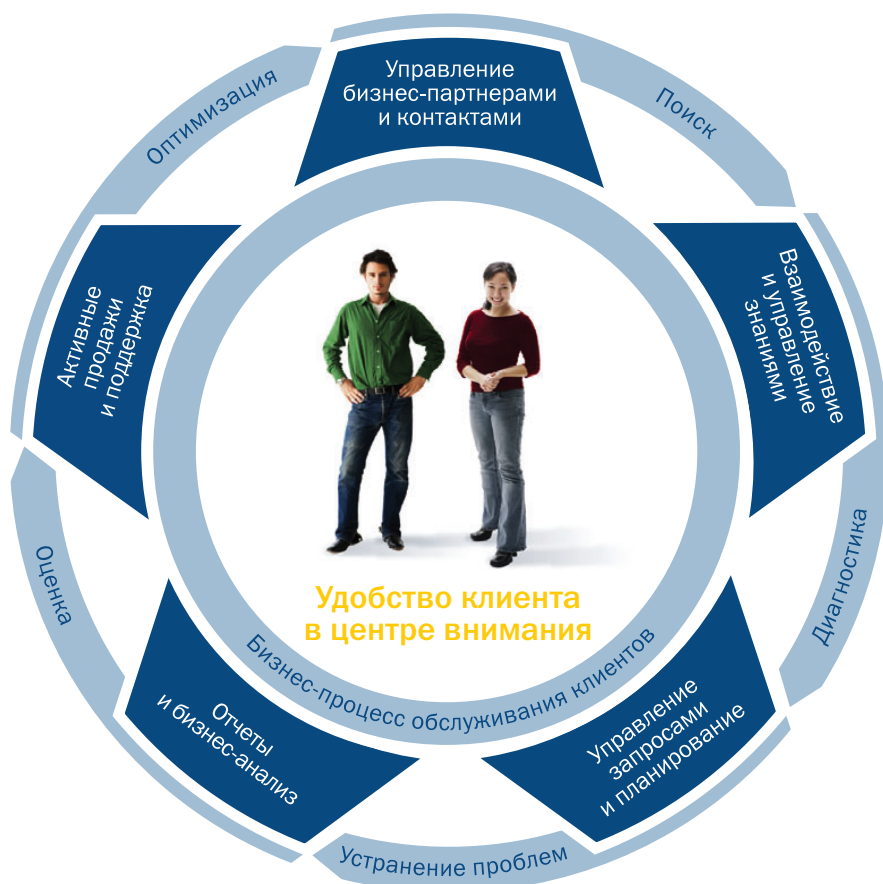 Управление
бизнес-партнерами
и контактами
Поиск
Взаимодействие
и управление
знаниями
Диагностика
Управление
запросами
и планирование
Устранение проблем
Отчеты
и бизнес-анализ
Оценка
Активные
продажи
и поддержка
Оптимизация
Удобство клиента
в центре внимания
Бизнес-процесс обслуживания клиентов